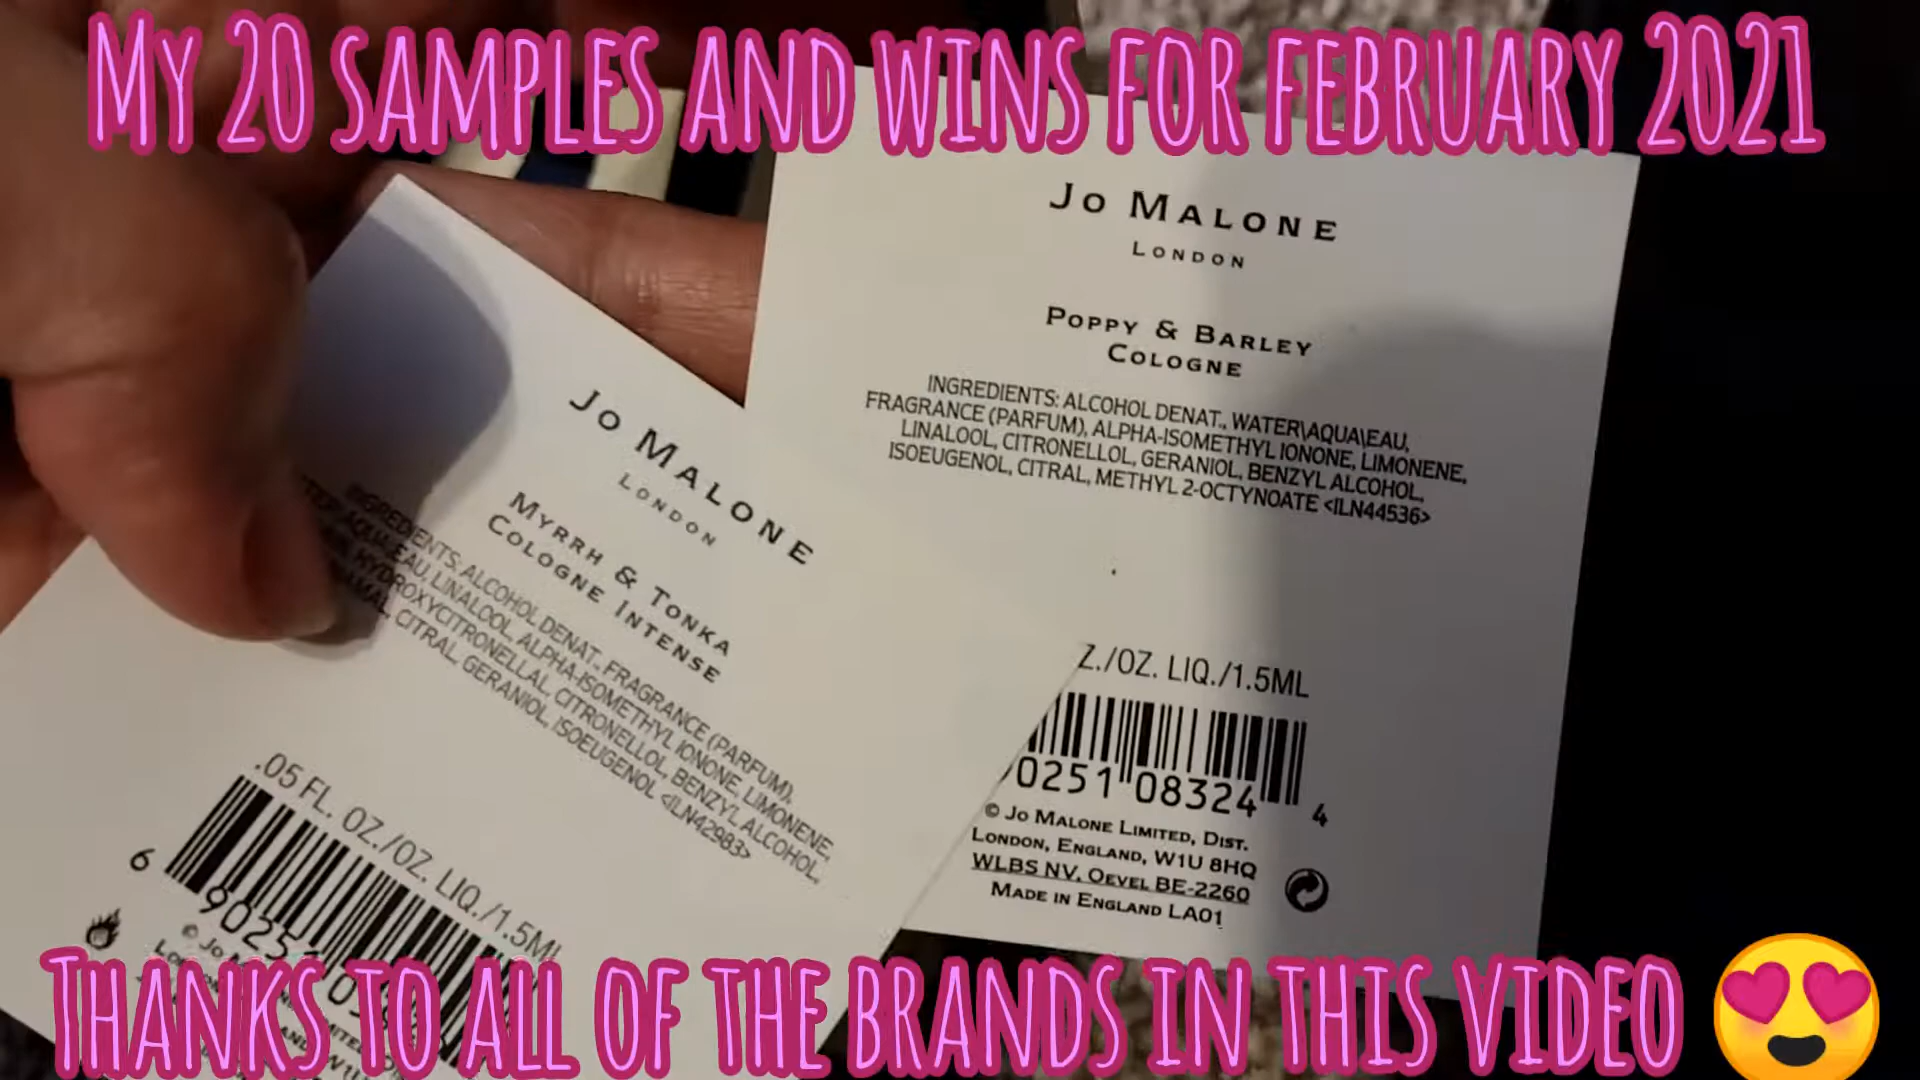 My 20 samples and wins for february 2021
Jo Malone
London
Poppy & Barley
Cologne
INGREDIENTS: ALCOHOL DENAT., WATER\AQUA\EAU,
FRAGRANCE (PARFUM), ALPHA-ISOMETHYL IONONE, LIMONENE,
LINALOOL, CITRONELLOL, GERANIOL, BENZYL ALCOHOL,
ISOEUGENOL, CITRAL, METHYL 2-OCTYNOATE <ILN44536>
Z./OZ. LIQ./1.5ML
0251 08324 4
© Jo Malone Limited, Dist.
London, England, W1U 8HQ
WLBS NV, Oevel BE-2260
Made in England LA01
Jo Malone
London
Myrrh & Tonka
Cologne Intense
INGREDIENTS: ALCOHOL DENAT., FRAGRANCE (PARFUM),
AQUA\EAU, LINALOOL, ALPHA-ISOMETHYL IONONE, LIMONENE,
HYDROXYCITRONELLAL, CITRONELLOL, BENZYL ALCOHOL,
CITRAL, GERANIOL, ISOEUGENOL <ILN42983>
.05 FL. OZ./OZ. LIQ./1.5ML
6 9025
© Jo
Thanks to all of the brands in this video